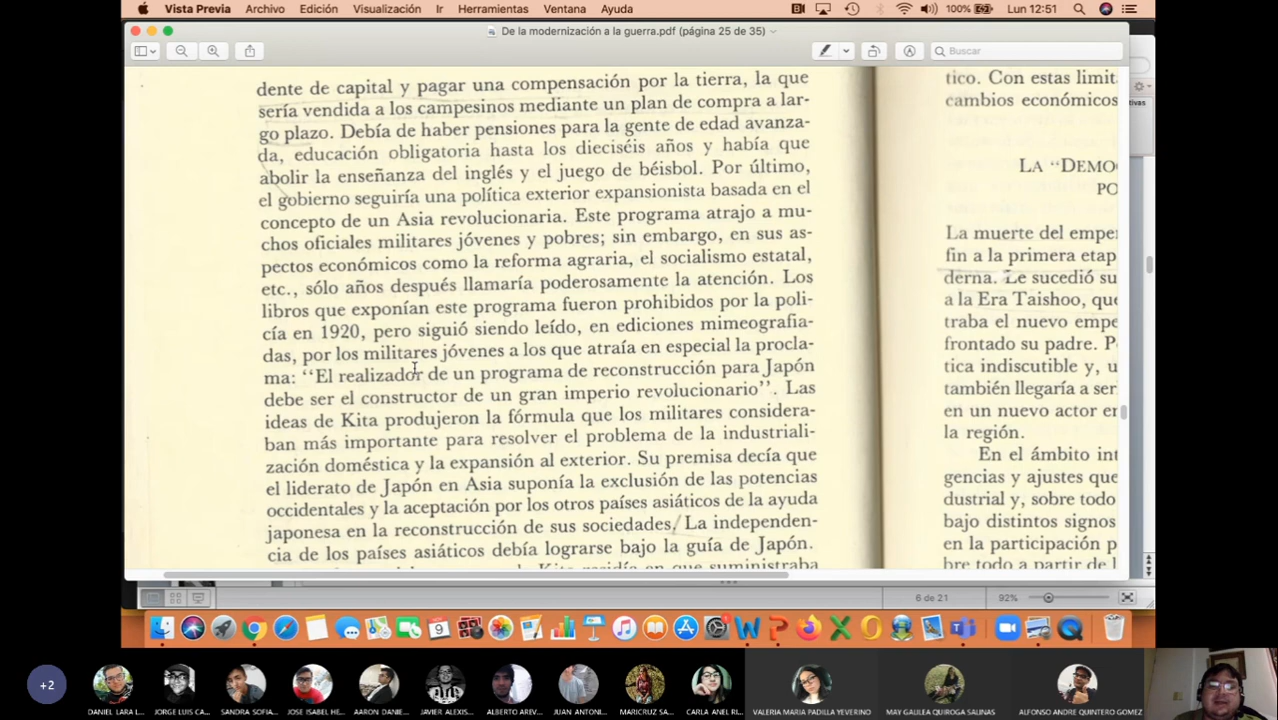 Vista Previa Archivo Edición Visualización Ir Herramientas Ventana Ayuda 100% Lun 12:51
De la modernización a la guerra.pdf (página 25 de 35)
Buscar
dente de capital y pagar una compensación por la tierra, la que
sería vendida a los campesinos mediante un plan de compra a lar-
go plazo. Debía de haber pensiones para la gente de edad avanza-
da, educación obligatoria hasta los dieciséis años y había que
abolir la enseñanza del inglés y el juego de béisbol. Por último,
el gobierno seguiría una política exterior expansionista basada en el
concepto de un Asia revolucionaria. Este programa atrajo a mu-
chos oficiales militares jóvenes y pobres; sin embargo, en sus as-
pectos económicos como la reforma agraria, el socialismo estatal,
etc., sólo años después llamaría poderosamente la atención. Los
libros que exponían este programa fueron prohibidos por la poli-
cía en 1920, pero siguió siendo leído, en ediciones mimeografia-
das, por los militares jóvenes a los que atraía en especial la procla-
ma: “El realizador de un programa de reconstrucción para Japón
debe ser el constructor de un gran imperio revolucionario”. Las
ideas de Kita produjeron la fórmula que los militares considera-
ban más importante para resolver el problema de la industriali-
zación doméstica y la expansión al exterior. Su premisa decía que
el liderato de Japón en Asia suponía la exclusión de las potencias
occidentales y la aceptación por los otros países asiáticos de la ayuda
japonesa en la reconstrucción de sus sociedades. La independen-
cia de los países asiáticos debía lograrse bajo la guía de Japón.
Kita residía en que suministraba
tico. Con estas limit
cambios económicos
LA “DEMO
PO
La muerte del empe
fin a la primera etap
derna. Le sucedió su
a la Era Taishoo, que
traba el nuevo empe
frontado su padre. P
tica indiscutible y, u
también llegaría a ser
en un nuevo actor en
la región.
En el ámbito int
gencias y ajustes que
dustrial y, sobre todo
bajo distintos signos
en la participación p
bre todo a partir de l
tivas
6 de 21 92%
9
+2
DANIEL LARA L...
JORGE LUIS CA...
SANDRA SOFIA...
JOSE ISABEL HE...
AARON DANIE...
JAVIER ALEXIS...
ALBERTO AREV...
JUAN ANTONI...
MARICRUZ SA...
CARLA ANEL RI...
VALERIA MARIA PADILLA YEVERINO
MAY GALILEA QUIROGA SALINAS
ALFONSO ANDRE QUINTERO GOMEZ